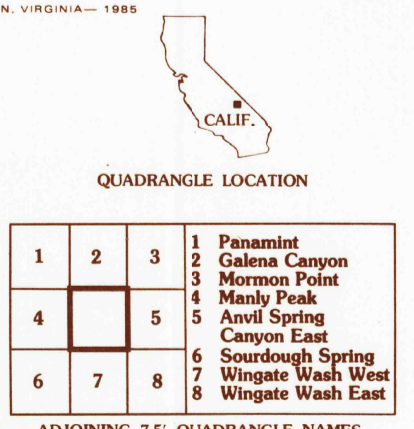 N, VIRGINIA— 1985
CALIF.
QUADRANGLE LOCATION
1 2 3
4 5
6 7 8
1 Panamint
2 Galena Canyon
3 Mormon Point
4 Manly Peak
5 Anvil Spring
Canyon East
6 Sourdough Spring
7 Wingate Wash West
8 Wingate Wash East
ADJOINING 7.5′ QUADRANGLE NAMES